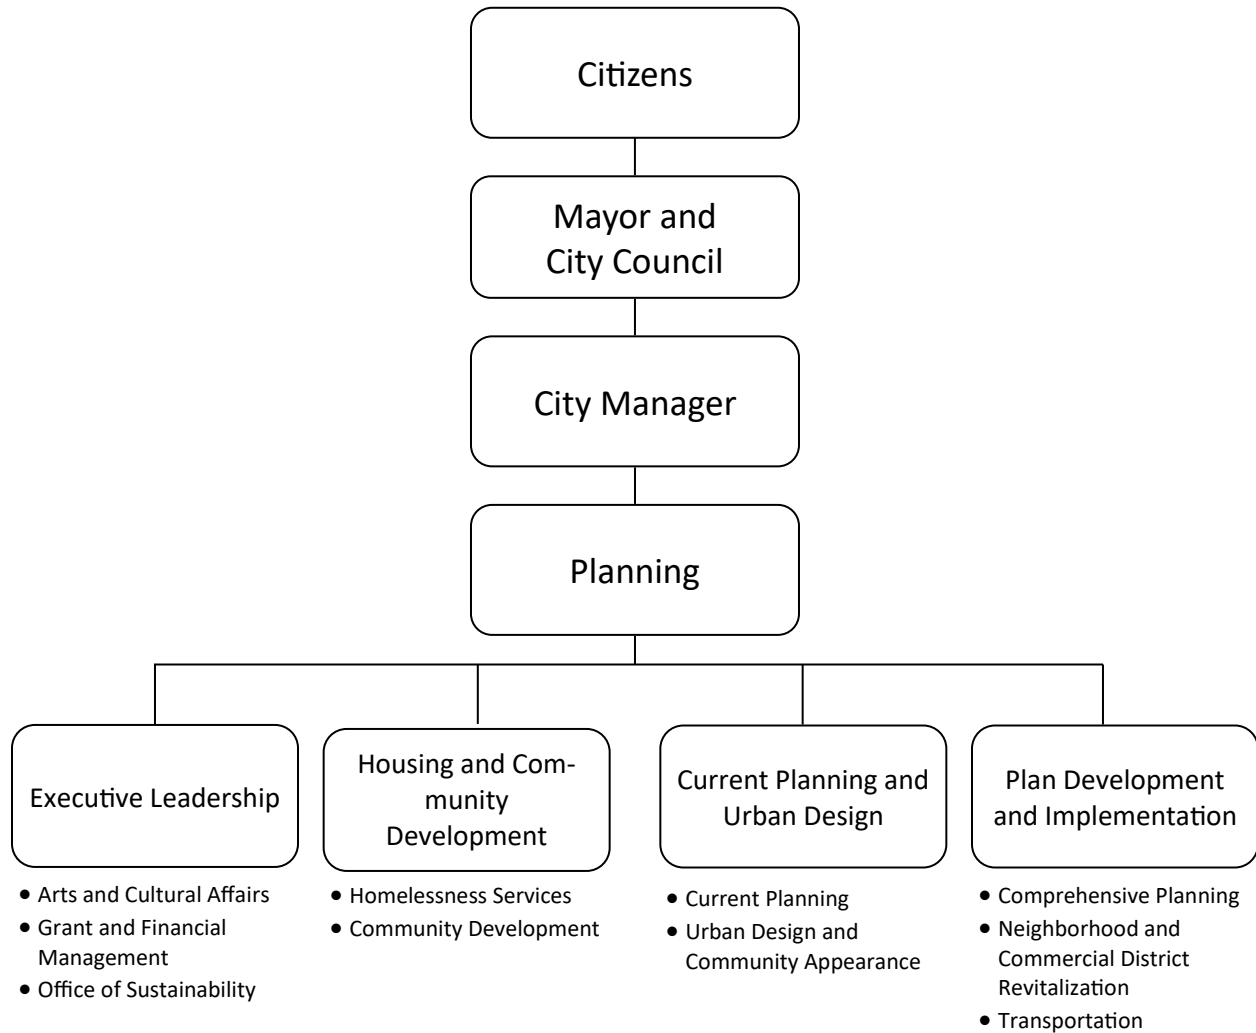 Citizens
Mayor and
City Council
City Manager
Planning
Executive Leadership
Housing and Com-
munity
Development
Current Planning and
Urban Design
Plan Development
and Implementation
• Arts and Cultural Affairs
• Grant and Financial
Management
• Office of Sustainability
• Homelessness Services
• Community Development
• Current Planning
• Urban Design and
Community Appearance
• Comprehensive Planning
• Neighborhood and
Commercial District
Revitalization
• Transportation